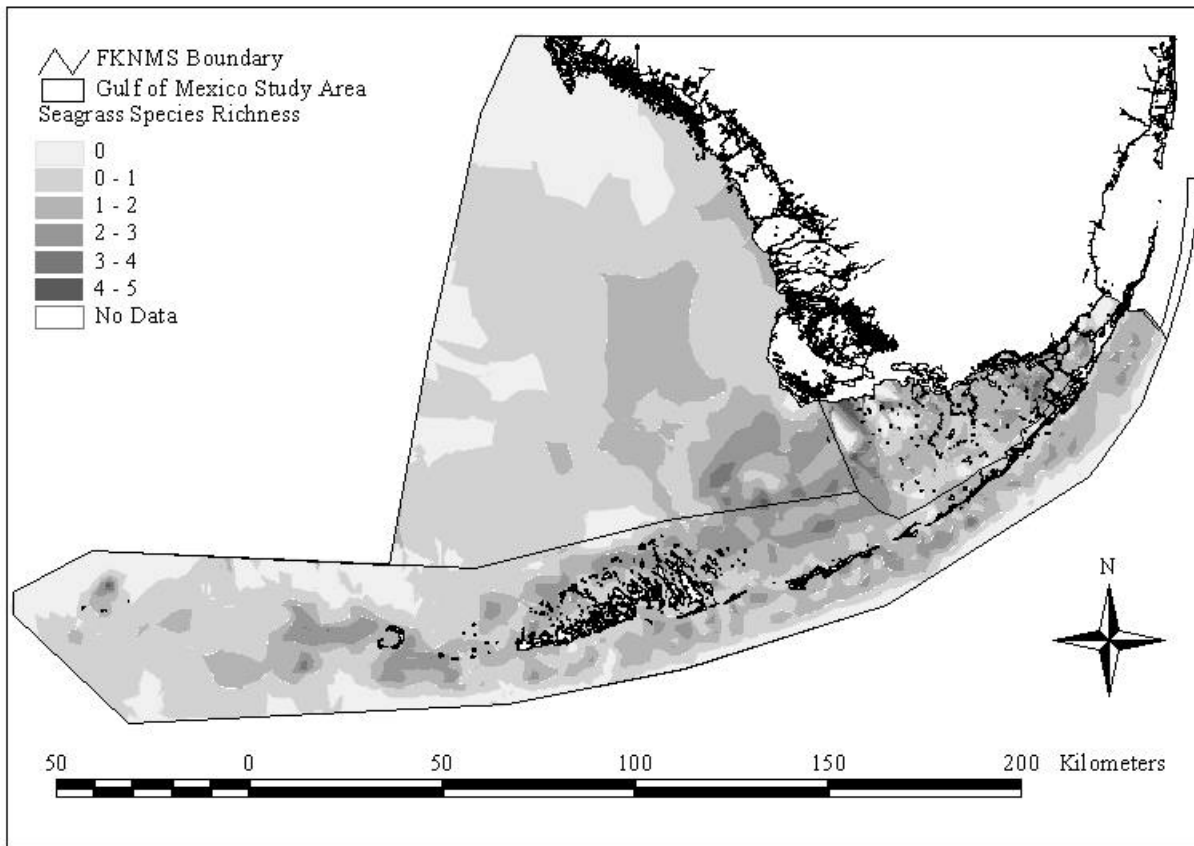 FKNMS Boundary
Gulf of Mexico Study Area
Seagrass Species Richness
0
0 - 1
1 - 2
2 - 3
3 - 4
4 - 5
No Data
N
50 0 50 100 150 200 Kilometers